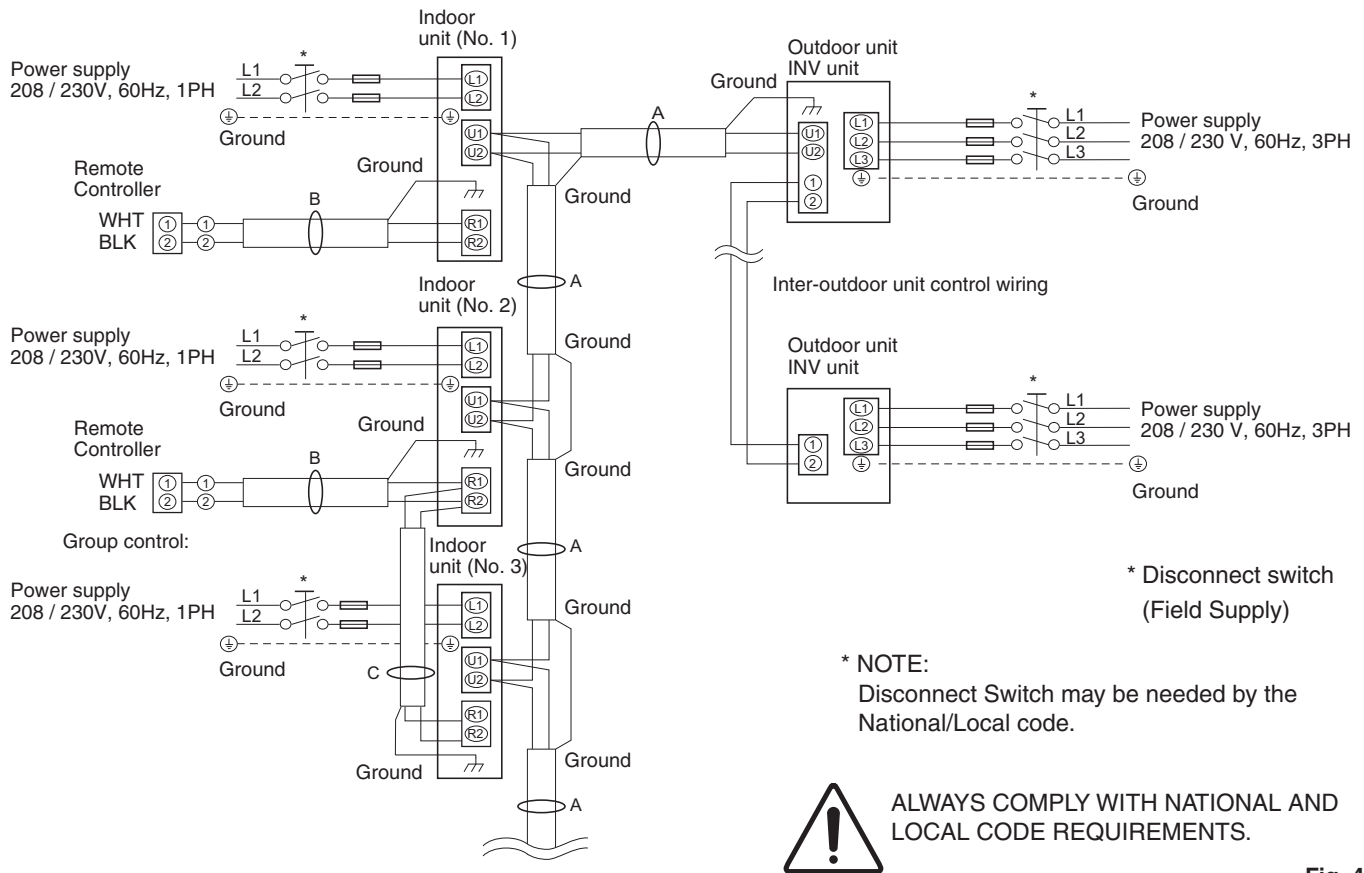 Indoor
unit (No. 1)
Power supply
208 / 230V, 60Hz, 1PH
*
L1
L2
Ground
L1
L2
U1
U2
Remote
Controller
WHT
BLK
1
2
1
2
B
Ground
R1
R2
Ground
A
Ground
A
Outdoor unit
INV unit
U1
U2
1
2
L1
L2
L3
*
L1
L2
L3
Power supply
208 / 230 V, 60Hz, 3PH
Ground
Inter-outdoor unit control wiring
Indoor
unit (No. 2)
Power supply
208 / 230V, 60Hz, 1PH
*
L1
L2
Ground
L1
L2
U1
U2
Ground
Remote
Controller
WHT
BLK
1
2
1
2
B
Ground
R1
R2
Ground
A
Outdoor unit
INV unit
1
2
L1
L2
L3
*
L1
L2
L3
Power supply
208 / 230 V, 60Hz, 3PH
Ground
Group control:
Indoor
unit (No. 3)
Power supply
208 / 230V, 60Hz, 1PH
*
L1
L2
Ground
L1
L2
U1
U2
C
R1
R2
Ground
Ground
Ground
A
* Disconnect switch
(Field Supply)
* NOTE:
Disconnect Switch may be needed by the
National/Local code.
ALWAYS COMPLY WITH NATIONAL AND
LOCAL CODE REQUIREMENTS.